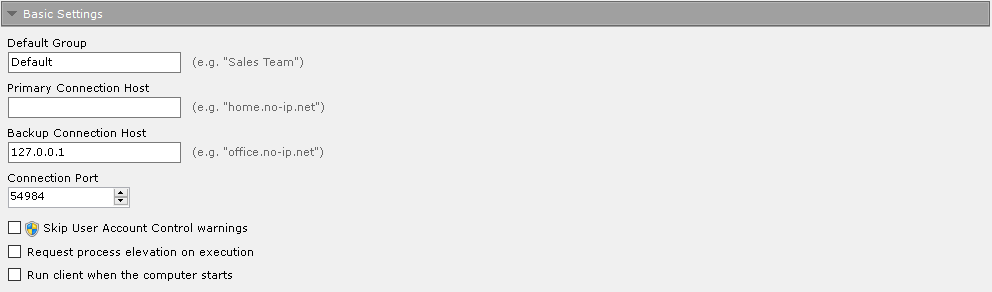 Basic Settings
Default Group
Default (e.g. "Sales Team")
Primary Connection Host
(e.g. "home.no-ip.net")
Backup Connection Host
127.0.0.1 (e.g. "office.no-ip.net")
Connection Port
54984
Skip User Account Control warnings
Request process elevation on execution
Run client when the computer starts